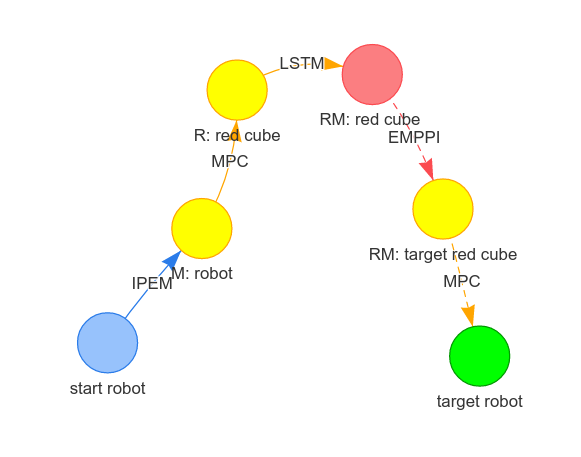 LSTM
RM: red cube
R: red cube
EMPPI
MPC
RM: target red cube
M: robot
IPEM
MPC
start robot
target robot